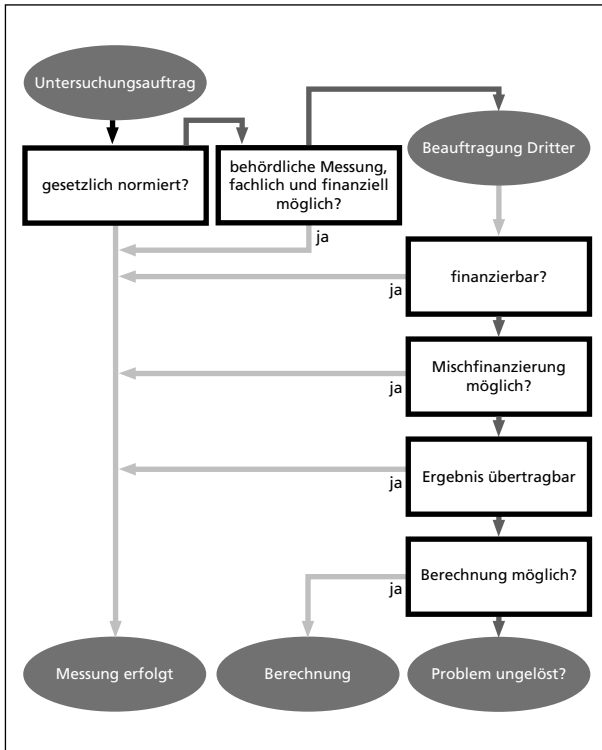 Untersuchungsauftrag
gesetzlich normiert?
behördliche Messung,
fachlich und finanziell
möglich?
Beauftragung Dritter
ja
finanzierbar?
ja
Mischfinanzierung
möglich?
ja
Ergebnis übertragbar
ja
Berechnung möglich?
ja
Messung erfolgt
Berechnung
Problem ungelöst?